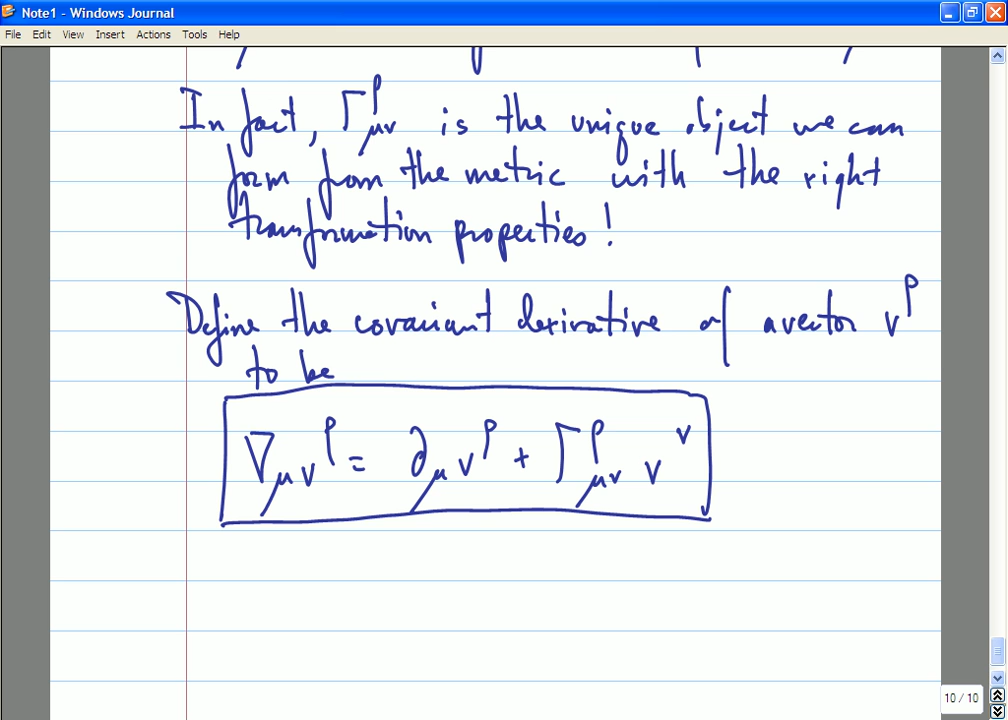 Note1 - Windows Journal
File Edit View Insert Actions Tools Help
In fact, Γ^ρ_μν is the unique object we can
form from the metric with the right
transformation properties!
Define the covariant derivative of a vector v^ρ
to be
∇_μ v^ρ = ∂_μ v^ρ + Γ^ρ_μν v^ν
10 / 10